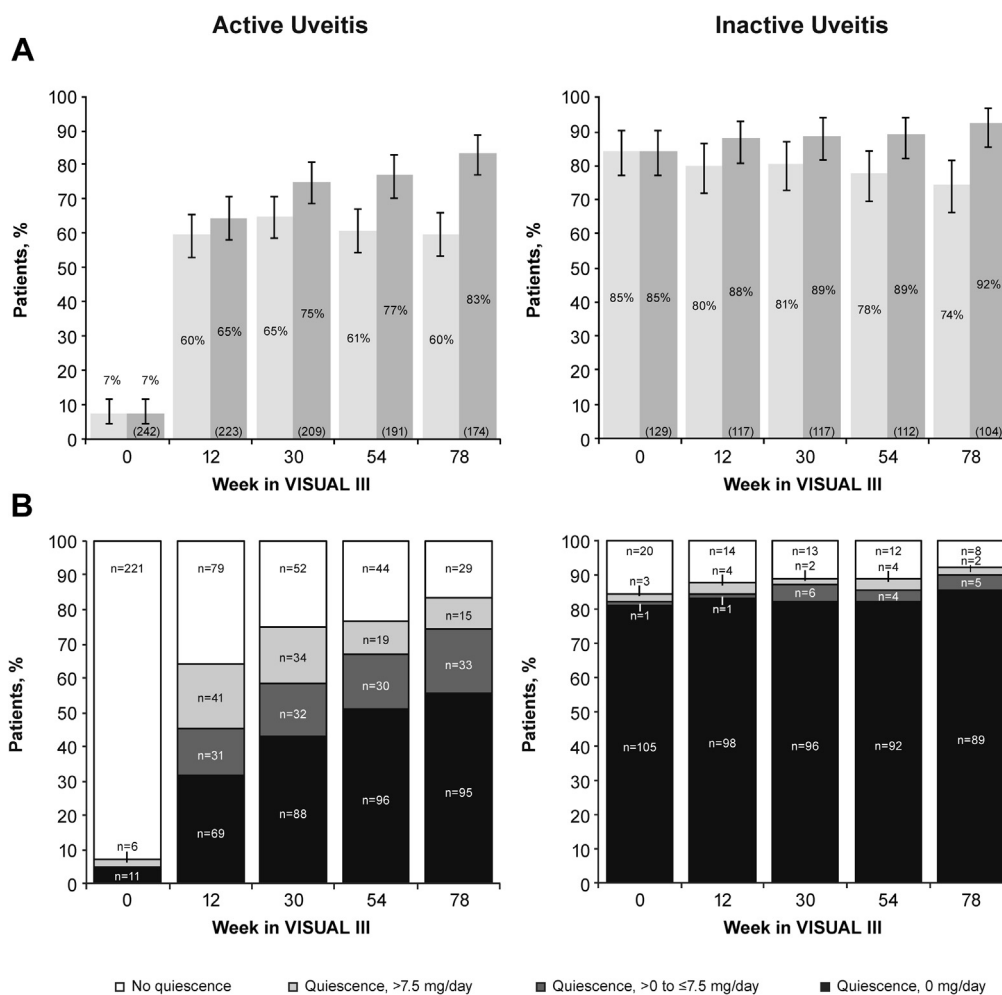 Active Uveitis
Inactive Uveitis
A
Patients, %
100
90
80
70
60
50
40
30
20
10
0
7% 7%
60% 65%
65% 75%
61% 77%
60% 83%
(242) (223) (209) (191) (174)
0 12 30 54 78
Week in VISUAL III
Patients, %
100
90
80
70
60
50
40
30
20
10
0
85% 85%
80% 88%
81% 89%
78% 89%
74% 92%
(129) (117) (117) (112) (104)
0 12 30 54 78
Week in VISUAL III
B
Patients, %
100
90
80
70
60
50
40
30
20
10
0
n=221
n=6
n=11
n=79
n=41
n=31
n=69
n=52
n=34
n=32
n=88
n=44
n=19
n=30
n=96
n=29
n=15
n=33
n=95
0 12 30 54 78
Week in VISUAL III
Patients, %
100
90
80
70
60
50
40
30
20
10
0
n=20
n=3
n=1
n=105
n=14
n=4
n=1
n=98
n=13
n=2
n=6
n=96
n=12
n=4
n=4
n=92
n=8
n=2
n=5
n=89
0 12 30 54 78
Week in VISUAL III
No quiescence Quiescence, >7.5 mg/day Quiescence, >0 to ≤7.5 mg/day Quiescence, 0 mg/day